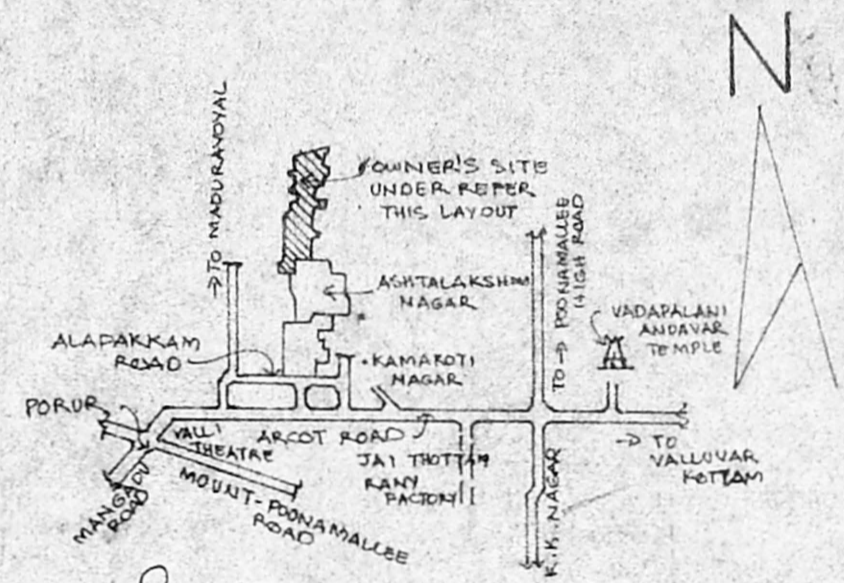 N
OWNER'S SITE
UNDER REFER
THIS LAYOUT
TO MADURAVOYAL
TO → POONAMALLEE
HIGH ROAD
ASHTALAKSHMI
NAGAR
VADAPALANI
ANDAVAR
TEMPLE
ALAPAKKAM
ROAD
KAMAKOTI
NAGAR
PORUR
VALLI
THEATRE
ARCOT ROAD
JAI THOTTAM
RANY
FACTORY
→ TO
VALLUVAR
KOTTAM
MANGADU
ROAD
MOUNT-POONAMALLEE
ROAD
K.K. NAGAR